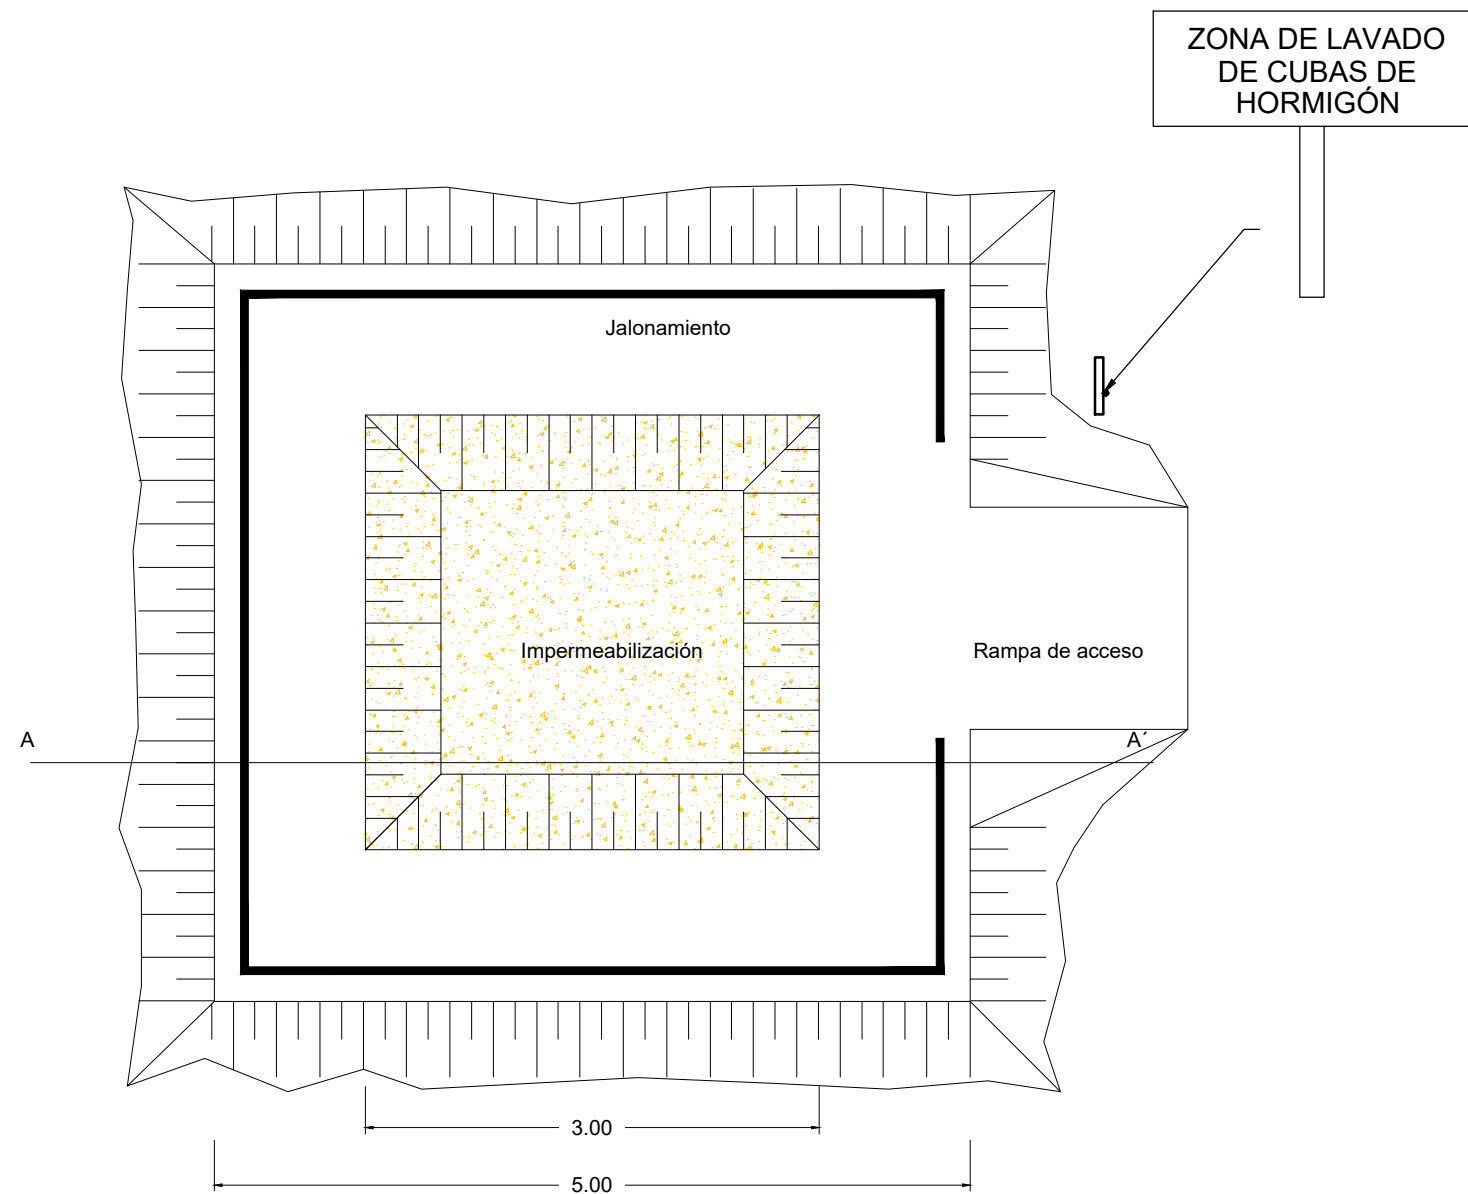 ZONA DE LAVADO
DE CUBAS DE
HORMIGÓN
Jalonamiento
Impermeabilización
Rampa de acceso
A
A´
3.00
5.00